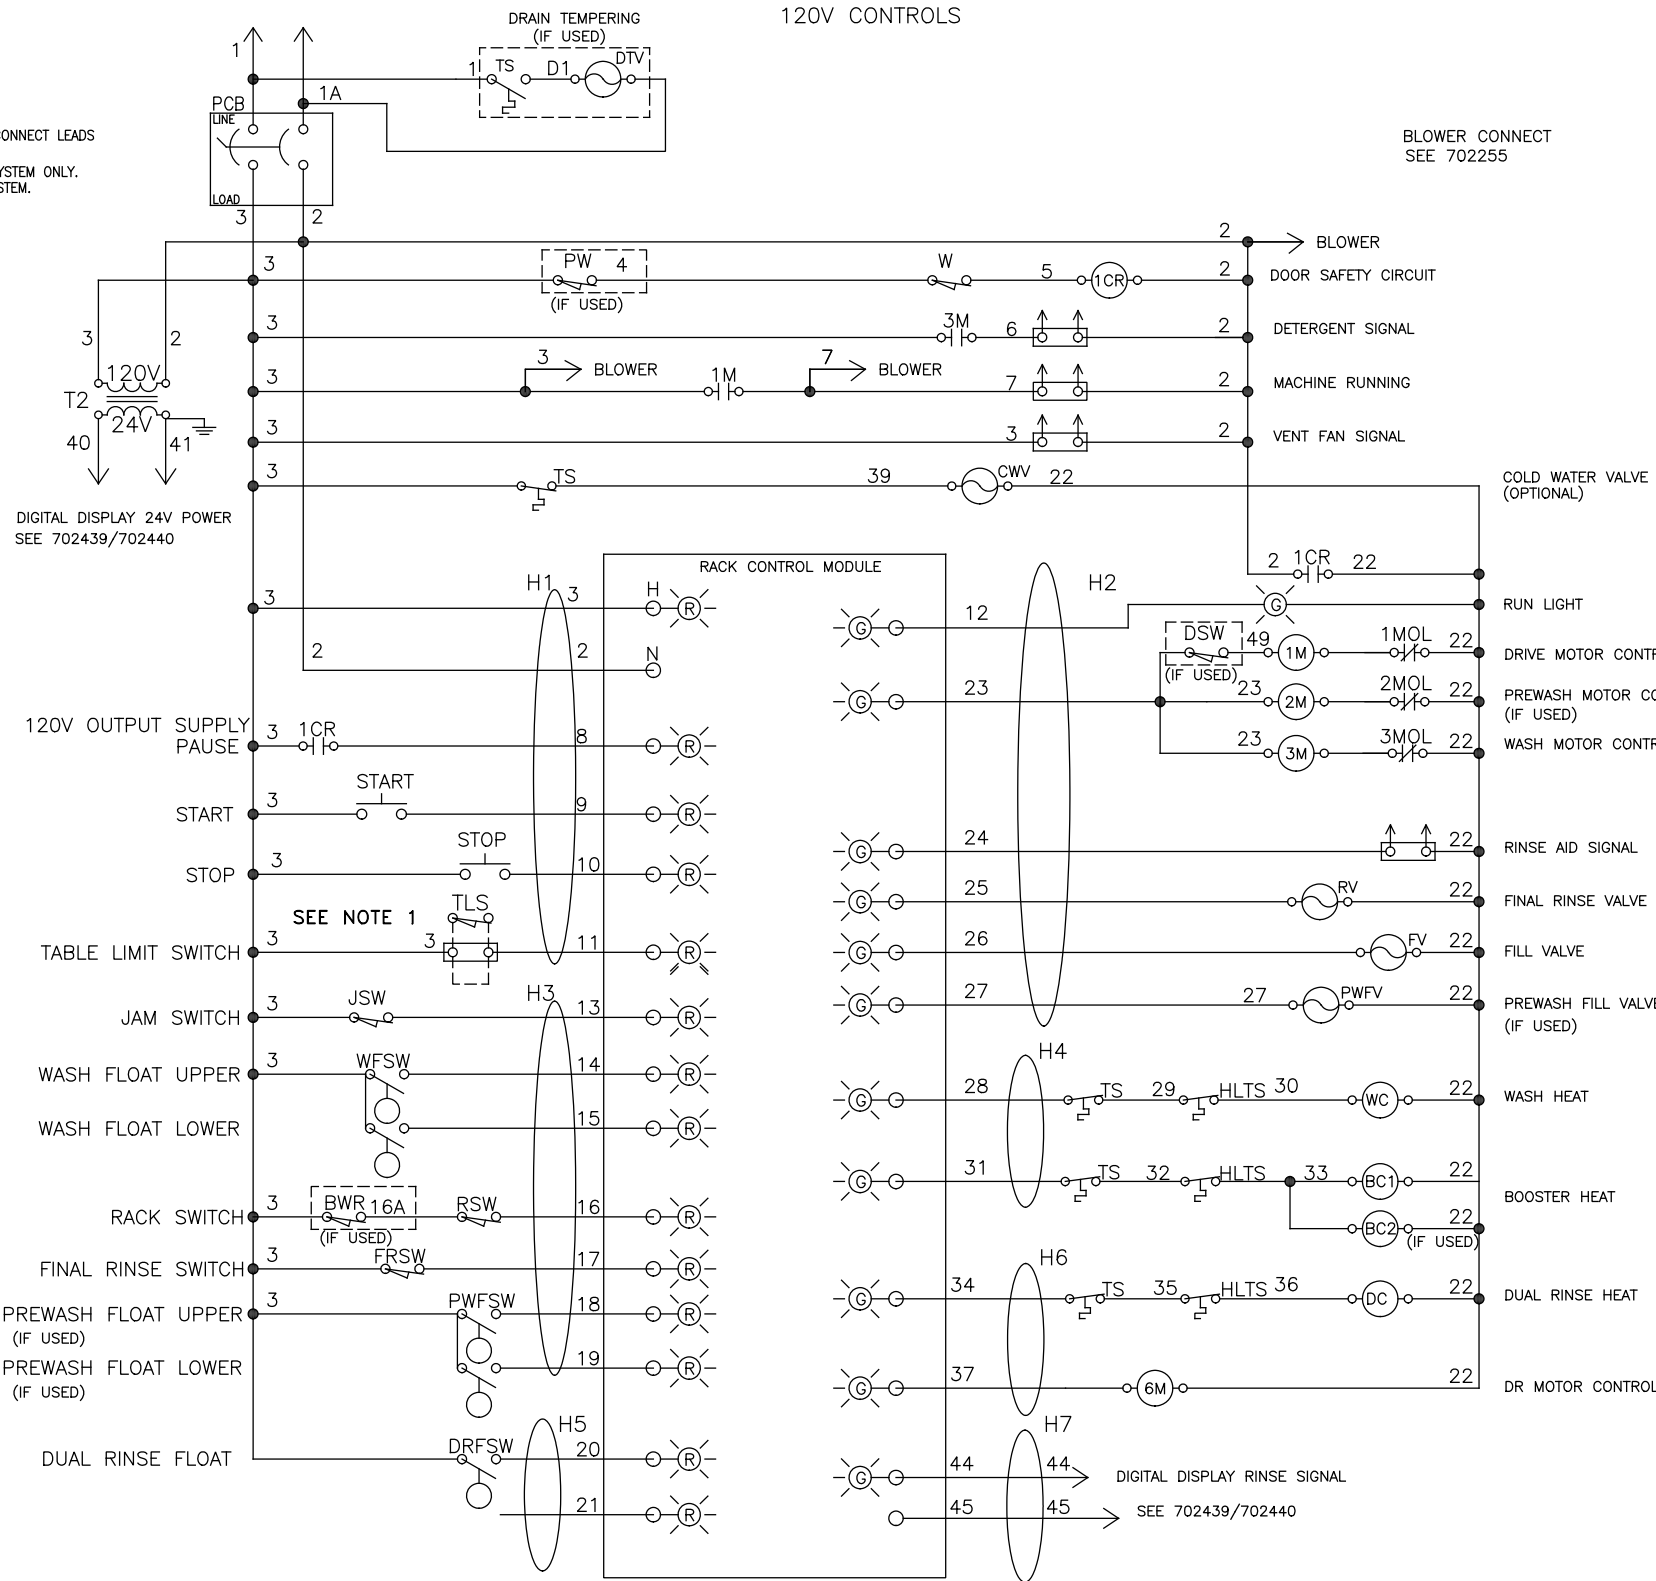 120V CONTROLS
DRAIN TEMPERING
(IF USED)
1
1 TS D1 DTV
1A
PCB
LINE
CONNECT LEADS
BLOWER CONNECT
SEE 702255
YSTEM ONLY.
STEM.
LOAD
3 2
2 BLOWER
3 PW 4 W 5 1CR 2 DOOR SAFETY CIRCUIT
(IF USED)
3 3M 6 2 DETERGENT SIGNAL
3 2
3 BLOWER 7 BLOWER
120V
3 1M 7 2 MACHINE RUNNING
T2
24V
40 41
3 3 2 VENT FAN SIGNAL
3 TS 39 CWV 22 COLD WATER VALVE
(OPTIONAL)
DIGITAL DISPLAY 24V POWER
SEE 702439/702440
2 1CR 22
RACK CONTROL MODULE
H1 H2
3 3 H R
12 G RUN LIGHT
G
2 2 N
DSW 49 1M 1MOL 22 DRIVE MOTOR CONTR
(IF USED)
G 23 23 2M 2MOL 22 PREWASH MOTOR CO
(IF USED)
120V OUTPUT SUPPLY
PAUSE 3 1CR 8 R
23 3M 3MOL 22 WASH MOTOR CONTR
START
START 3 9 R
STOP
STOP 3 10 R
G 24 22 RINSE AID SIGNAL
G 25 RV 22 FINAL RINSE VALVE
SEE NOTE 1 TLS
TABLE LIMIT SWITCH 3 3 11 R
G 26 FV 22 FILL VALVE
H3
JAM SWITCH 3 JSW 13 R
G 27 27 PWFV 22 PREWASH FILL VALVE
(IF USED)
H4
WASH FLOAT UPPER 3 WFSW 14 R
G 28 TS 29 HLTS 30 WC 22 WASH HEAT
WASH FLOAT LOWER 15 R
G 31 TS 32 HLTS 33 BC1 22
BOOSTER HEAT
RACK SWITCH 3 BWR 16A RSW 16 R
(IF USED)
BC2 22
(IF USED)
FINAL RINSE SWITCH 3 FRSW 17 R
H6
G 34 TS 35 HLTS 36 DC 22 DUAL RINSE HEAT
PREWASH FLOAT UPPER 3 PWFSW 18 R
(IF USED)
PREWASH FLOAT LOWER 19 R
(IF USED)
G 37 6M 22 DR MOTOR CONTROL
H5 H7
DUAL RINSE FLOAT DRFSW 20 R
G 44 44 DIGITAL DISPLAY RINSE SIGNAL
21 R
45 45 SEE 702439/702440